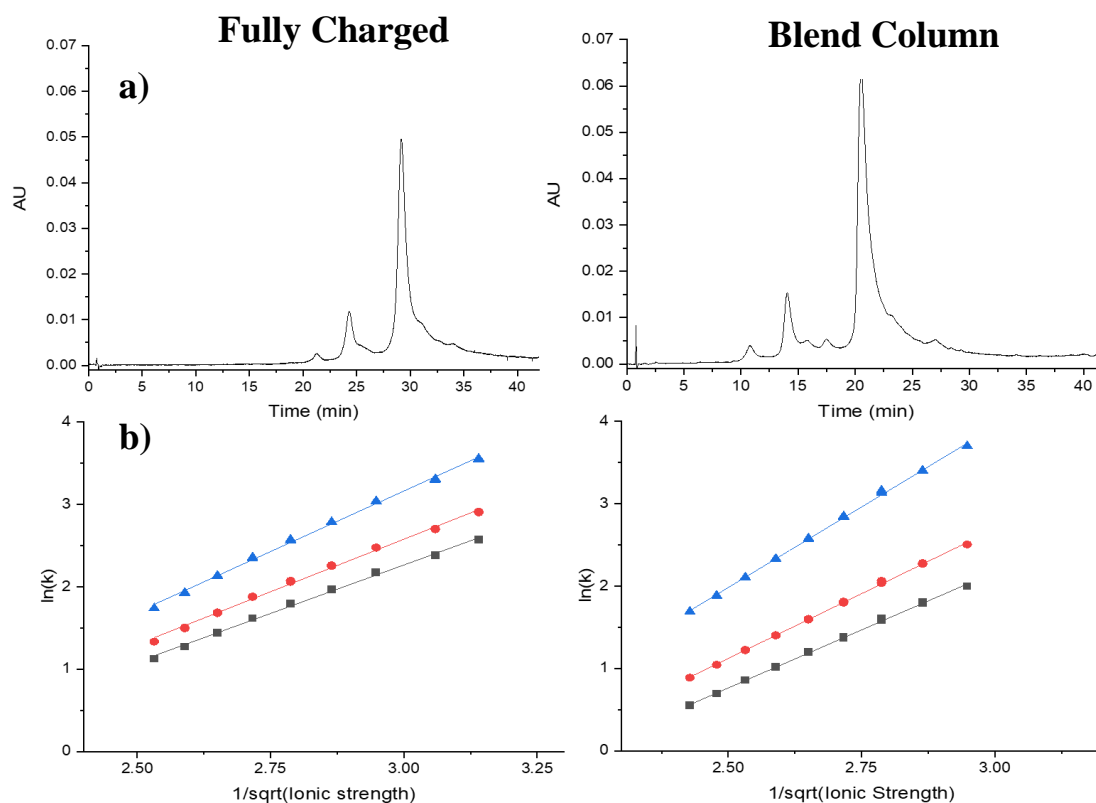 Fully Charged
Blend Column
a)
0.07
0.06
0.05
0.04
0.03
0.02
0.01
0.00
AU
0 5 10 15 20 25 30 35 40
Time (min)
0.07
0.06
0.05
0.04
0.03
0.02
0.01
0.00
AU
0 5 10 15 20 25 30 35 40
Time (min)
b)
4
3
2
1
0
ln(k)
2.50 2.75 3.00 3.25
1/sqrt(Ionic strength)
4
3
2
1
0
ln(k)
2.50 2.75 3.00
1/sqrt(Ionic Strength)